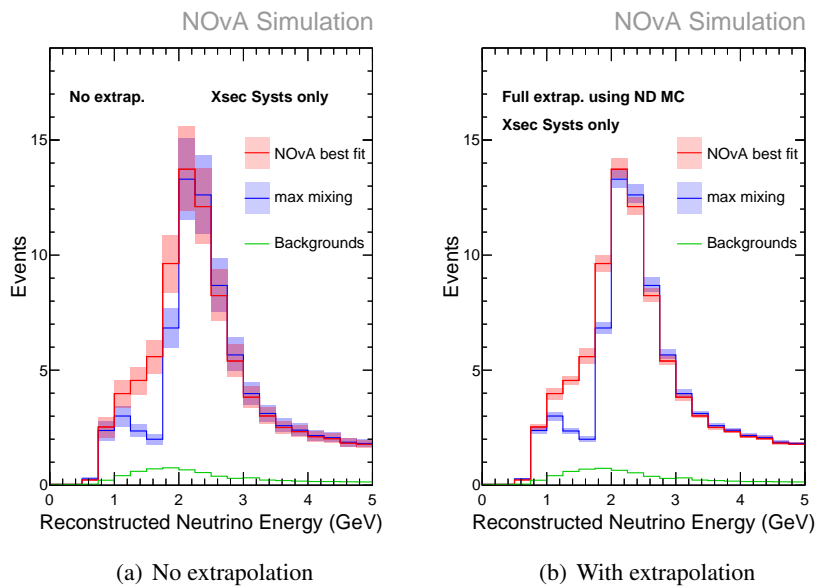 NOvA Simulation
No extrap. Xsec Systs only
NOvA best fit
max mixing
Backgrounds
Events
15
10
5
0
0 1 2 3 4 5
Reconstructed Neutrino Energy (GeV)
(a) No extrapolation
NOvA Simulation
Full extrap. using ND MC
Xsec Systs only
NOvA best fit
max mixing
Backgrounds
Events
15
10
5
0
0 1 2 3 4 5
Reconstructed Neutrino Energy (GeV)
(b) With extrapolation